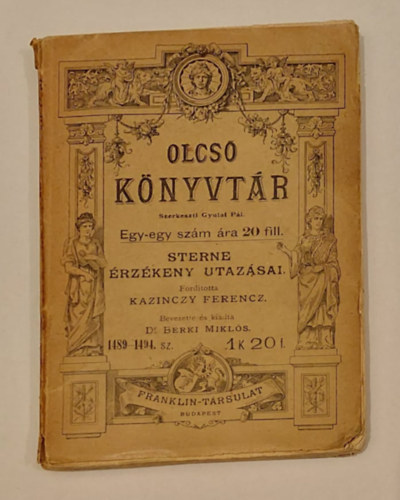 OLCSO
KÖNYVTÁR
Szerkeszti Gyulai Pál.
Egy-egy szám ára 20 fill.
STERNE
ÉRZÉKENY UTAZÁSAI.
Fordította
KAZINCZY FERENCZ.
Bevezette és kiadta
Dr. BERKI MIKLÓS.
1489-1494. sz. 1 K 20 f.
FRANKLIN-TÁRSULAT
BUDAPEST